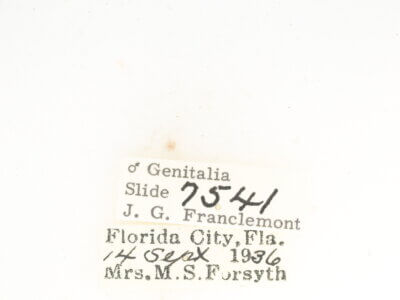 ♂ Genitalia
Slide 7541
J. G. Franclemont
Florida City, Fla.
14 Sept 1936
Mrs. M. S. Forsyth